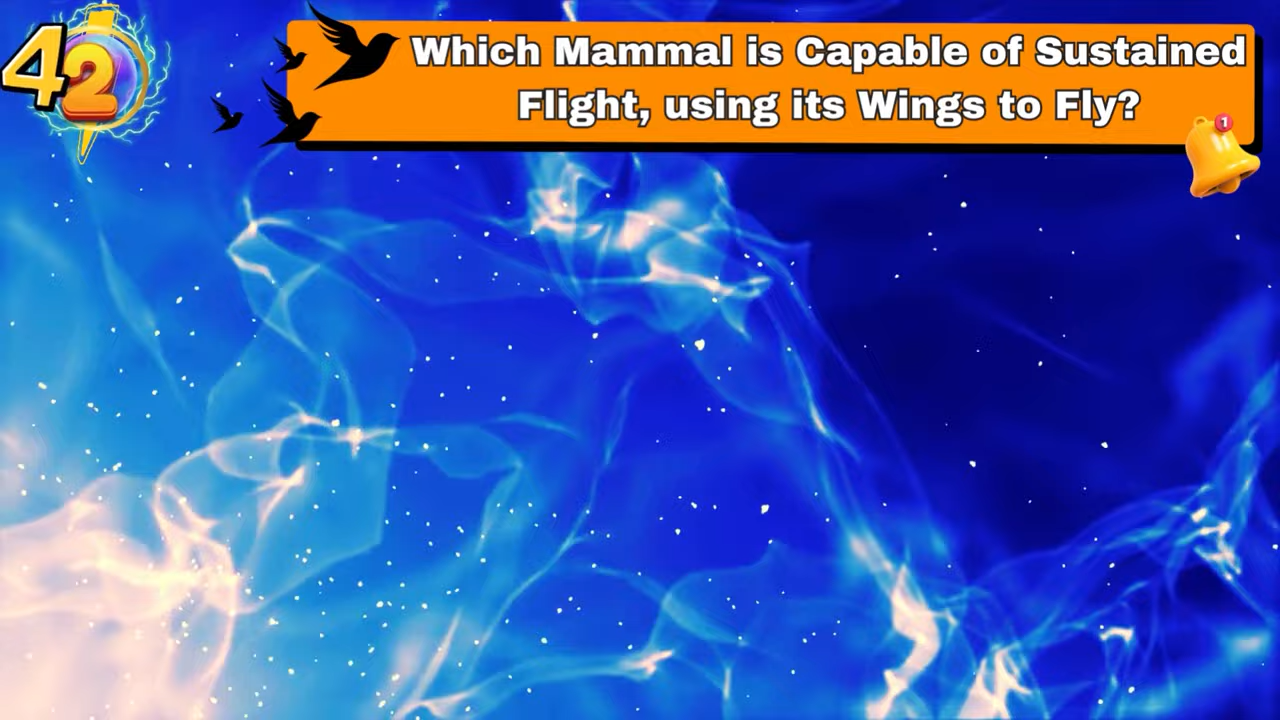 42
Which Mammal is Capable of Sustained
Flight, using its Wings to Fly?
1